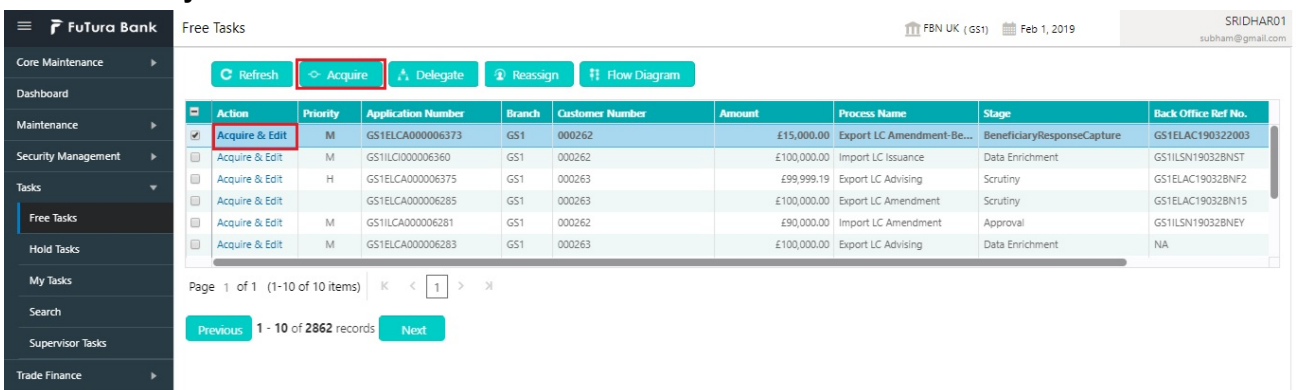 FuTura Bank
Free Tasks
FBN UK (GS1)
Feb 1, 2019
SRIDHAR01
subham@gmail.com
Core Maintenance
Dashboard
Maintenance
Security Management
Tasks
Free Tasks
Hold Tasks
My Tasks
Search
Supervisor Tasks
Trade Finance
Refresh Acquire Delegate Reassign Flow Diagram
Action Priority Application Number Branch Customer Number Amount Process Name Stage Back Office Ref No.
Acquire & Edit M GS1ELCA000006373 GS1 000262 £15,000.00 Export LC Amendment-Be... BeneficiaryResponseCapture GS1ELAC190322003
Acquire & Edit M GS1ILCI000006360 GS1 000262 £100,000.00 Import LC Issuance Data Enrichment GS1ILSN19032BNST
Acquire & Edit H GS1ELCA000006375 GS1 000263 £99,999.19 Export LC Advising Scrutiny GS1ELAC19032BNF2
Acquire & Edit GS1ELCA000006285 GS1 000263 £100,000.00 Export LC Amendment Scrutiny GS1ELAC19032BN15
Acquire & Edit M GS1ILCA000006281 GS1 000262 £90,000.00 Import LC Amendment Approval GS1ILSN19032BNEY
Acquire & Edit M GS1ELCA000006283 GS1 000263 £100,000.00 Export LC Advising Data Enrichment NA
Page 1 of 1 (1-10 of 10 items) 1
Previous 1 - 10 of 2862 records Next